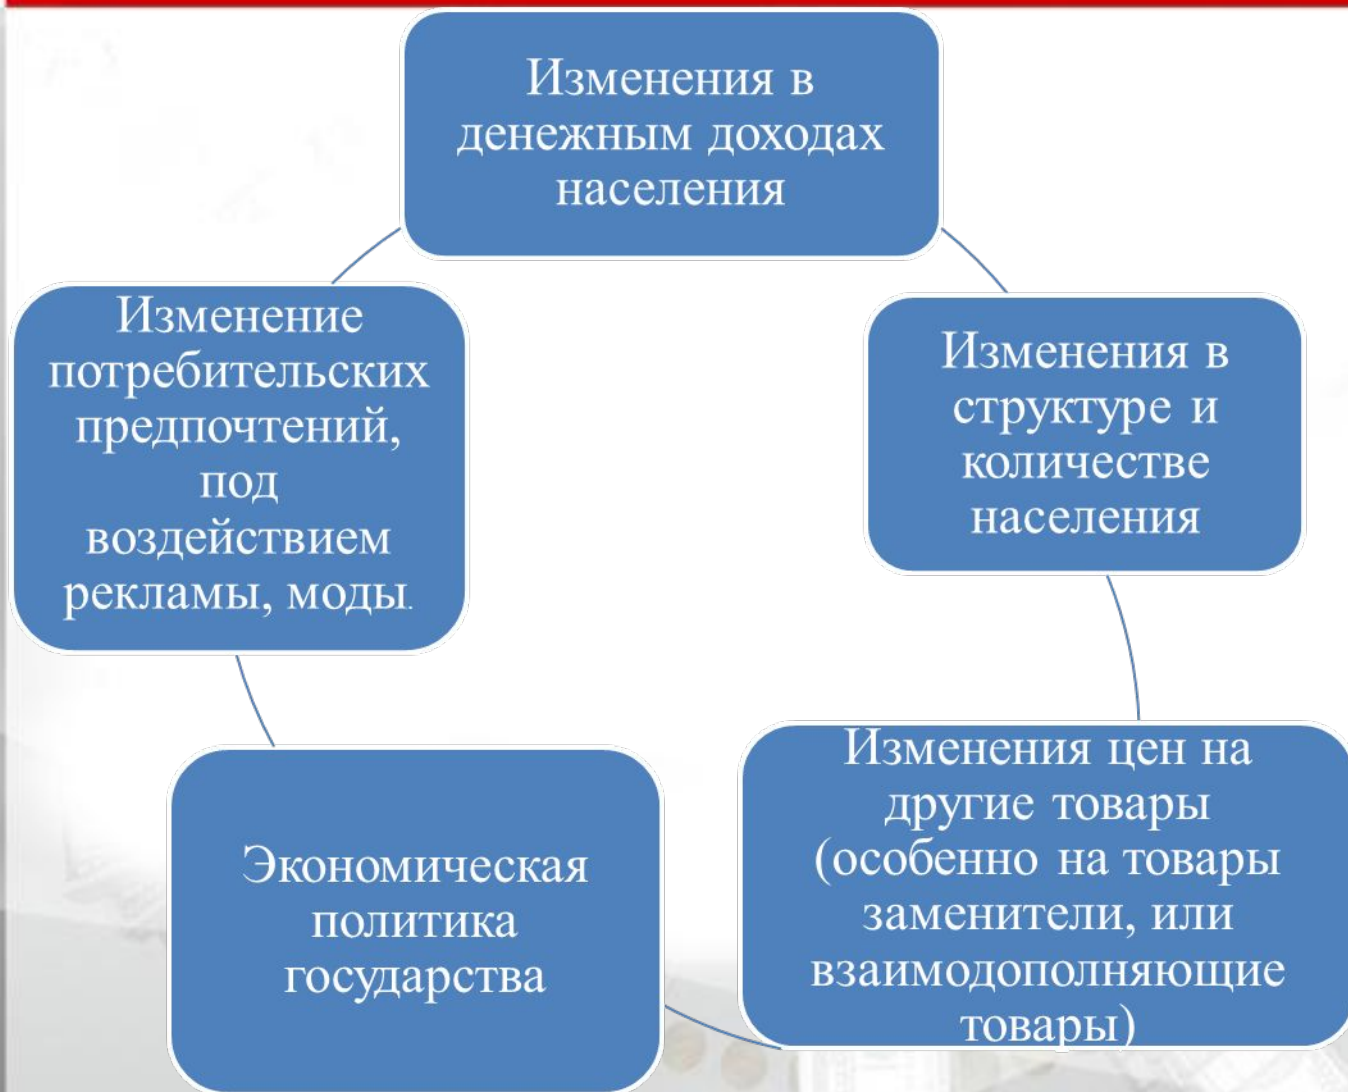 Изменения в
денежным доходах
населения
Изменения в
структуре и
количестве
населения
Изменения цен на
другие товары
(особенно на товары
заменители, или
взаимодополняющие
товары)
Экономическая
политика
государства
Изменение
потребительских
предпочтений,
под
воздействием
рекламы, моды.